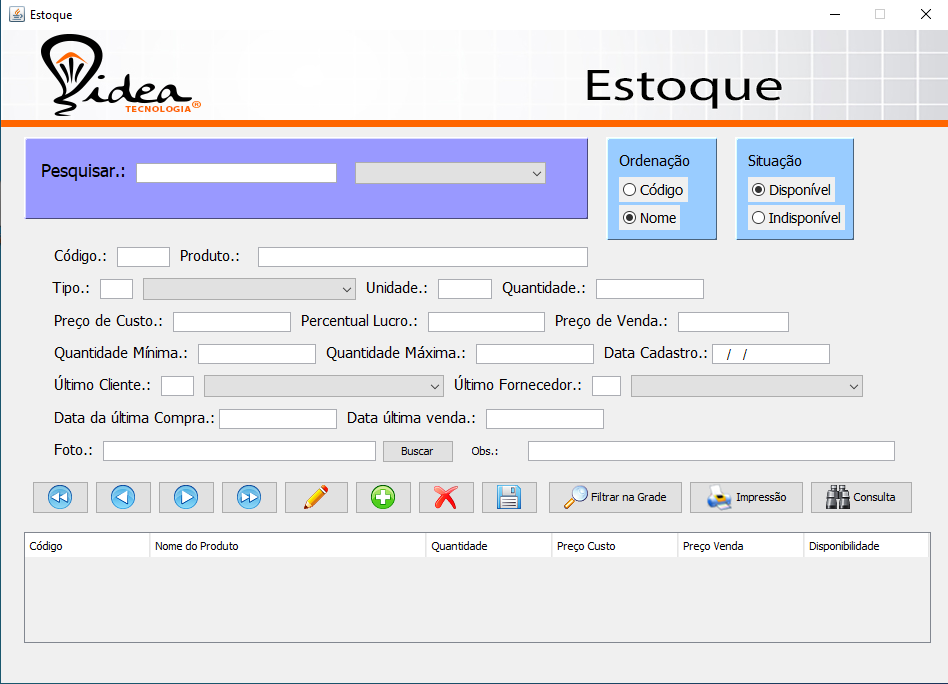 Estoque
idea
TECNOLOGIA®
Estoque
Pesquisar.:
Ordenação
Código
Nome
Situação
Disponível
Indisponível
Código.: Produto.:
Tipo.: Unidade.: Quantidade.:
Preço de Custo.: Percentual Lucro.: Preço de Venda.:
Quantidade Mínima.: Quantidade Máxima.: Data Cadastro.: / /
Último Cliente.: Último Fornecedor.:
Data da última Compra.: Data última venda.:
Foto.: Buscar Obs.:
Filtrar na Grade Impressão Consulta
Código Nome do Produto Quantidade Preço Custo Preço Venda Disponibilidade